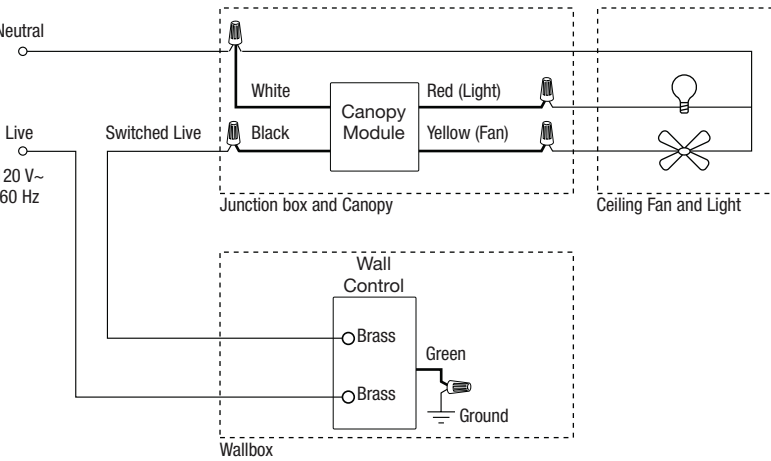 Neutral
White
Red (Light)
Canopy
Module
Live
Switched Live
Black
Yellow (Fan)
20 V~
60 Hz
Junction box and Canopy
Ceiling Fan and Light
Wall
Control
Brass
Green
Brass
Ground
Wallbox